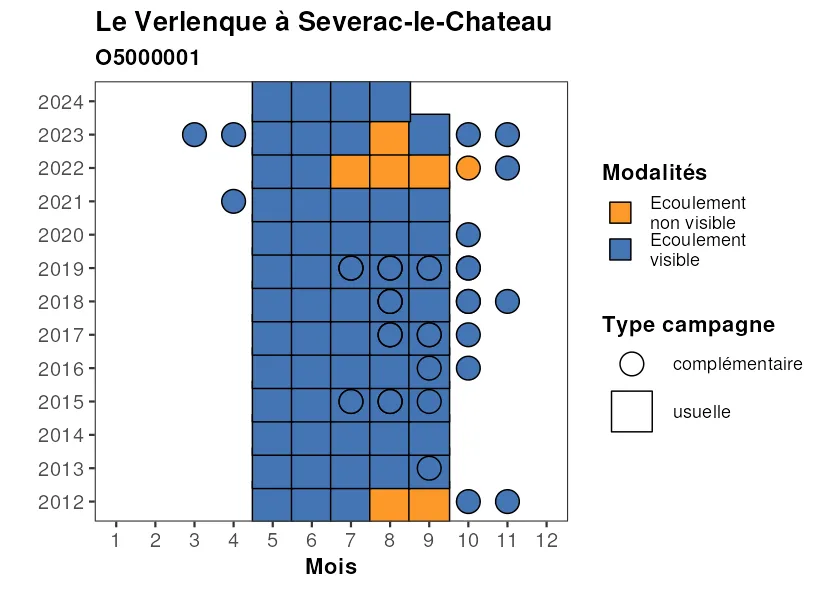 Le Verlenque à Severac-le-Chateau
O5000001
2024
2023
2022
2021
2020
2019
2018
2017
2016
2015
2014
2013
2012
1 2 3 4 5 6 7 8 9 10 11 12
Mois
Modalités
Ecoulement
non visible
Ecoulement
visible
Type campagne
complémentaire
usuelle